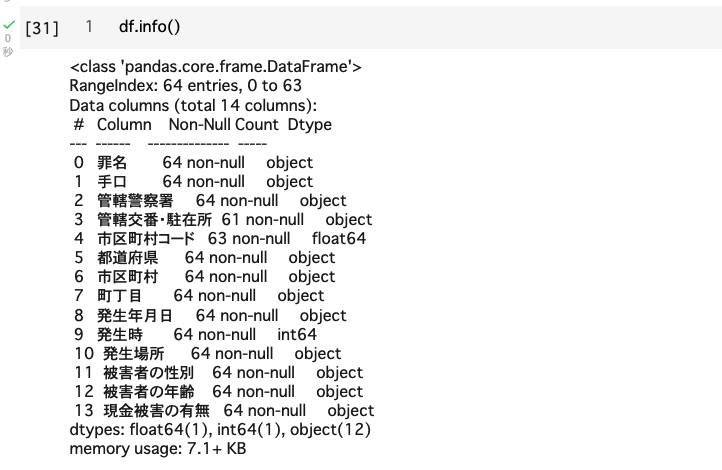 [31] 1 df.info()
0
秒
<class 'pandas.core.frame.DataFrame'>
RangeIndex: 64 entries, 0 to 63
Data columns (total 14 columns):
# Column Non-Null Count Dtype
--- ------ -------------- -----
0 罪名 64 non-null object
1 手口 64 non-null object
2 管轄警察署 64 non-null object
3 管轄交番・駐在所 61 non-null object
4 市区町村コード 63 non-null float64
5 都道府県 64 non-null object
6 市区町村 64 non-null object
7 町丁目 64 non-null object
8 発生年月日 64 non-null object
9 発生時 64 non-null int64
10 発生場所 64 non-null object
11 被害者の性別 64 non-null object
12 被害者の年齢 64 non-null object
13 現金被害の有無 64 non-null object
dtypes: float64(1), int64(1), object(12)
memory usage: 7.1+ KB